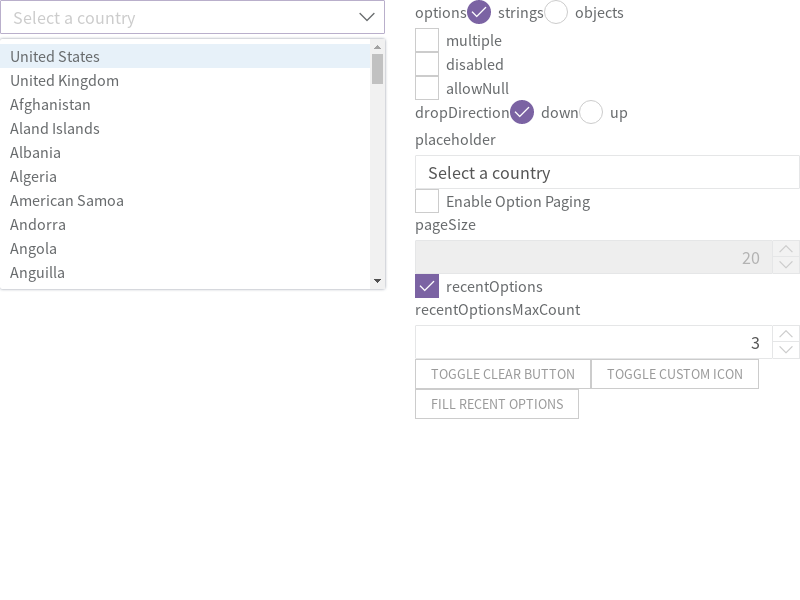 Select a country
United States
United Kingdom
Afghanistan
Aland Islands
Albania
Algeria
American Samoa
Andorra
Angola
Anguilla
options strings objects
multiple
disabled
allowNull
dropDirection down up
placeholder
Select a country
Enable Option Paging
pageSize
20
recentOptions
recentOptionsMaxCount
3
TOGGLE CLEAR BUTTON TOGGLE CUSTOM ICON
FILL RECENT OPTIONS